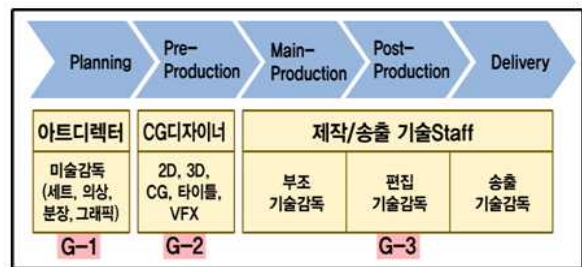 Planning
Pre-
Production
Main-
Production
Post-
Production
Delivery
아트디렉터
CG디자이너
제작/송출 기술Staff
미술감독
(세트, 의상,
분장, 그래픽)
2D, 3D,
CG, 타이틀,
VFX
부조
기술감독
편집
기술감독
송출
기술감독
G-1
G-2
G-3